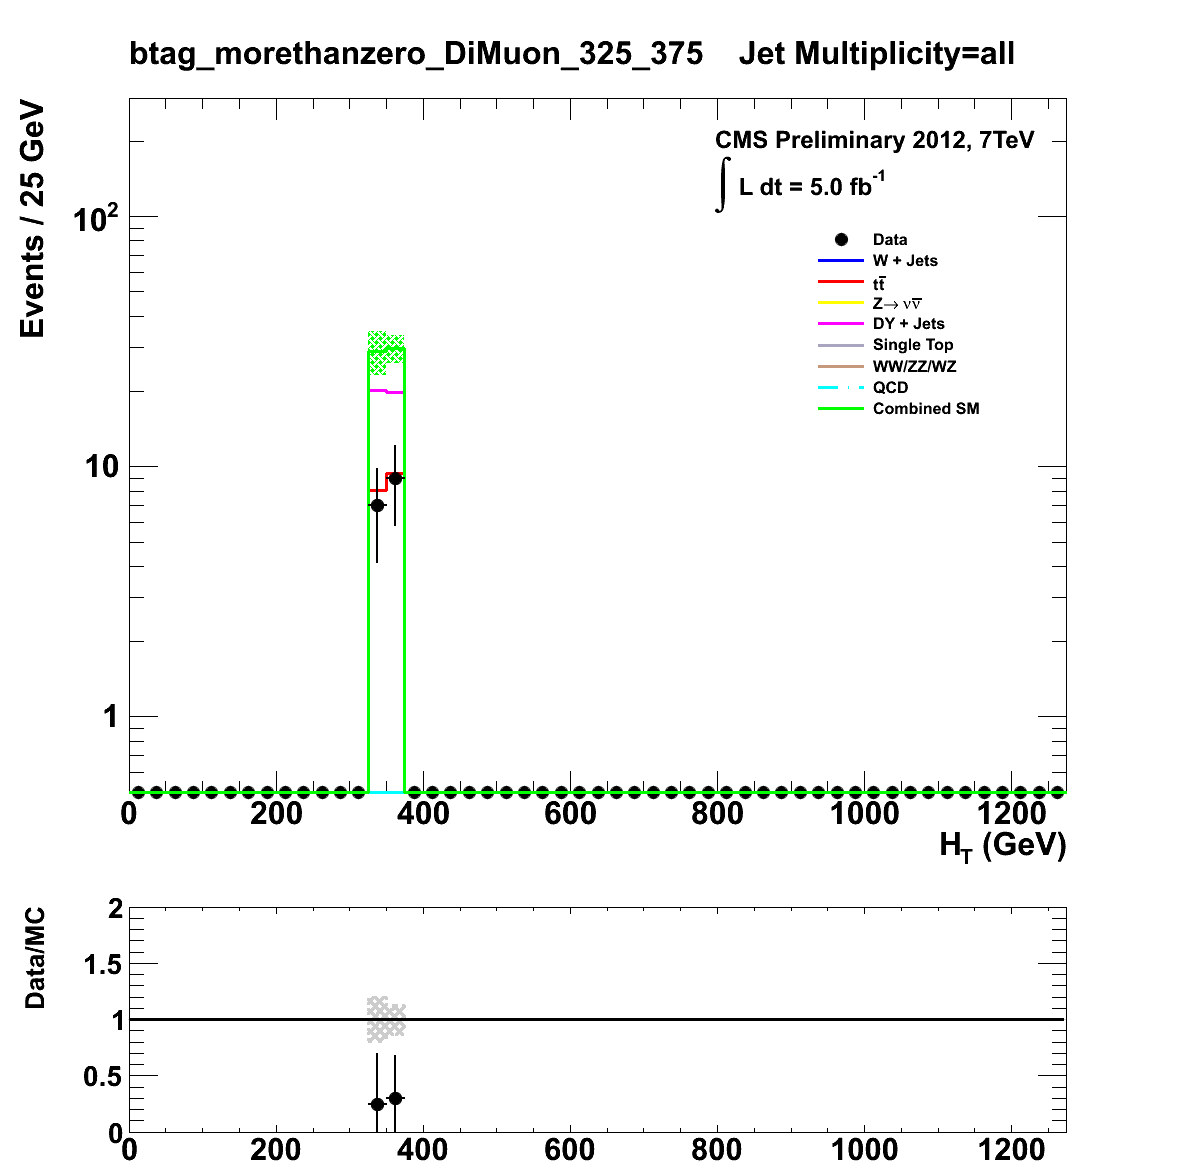 btag_morethanzero_DiMuon_325_375 Jet Multiplicity=all
Events / 25 GeV
CMS Preliminary 2012, 7TeV
∫ L dt = 5.0 fb⁻¹
Data
W + Jets
tt̅
Z→ νν̅
DY + Jets
Single Top
WW/ZZ/WZ
QCD
Combined SM
10²
10
1
0 200 400 600 800 1000 1200
H_T (GeV)
Data/MC
2
1.5
1
0.5
0
0 200 400 600 800 1000 1200